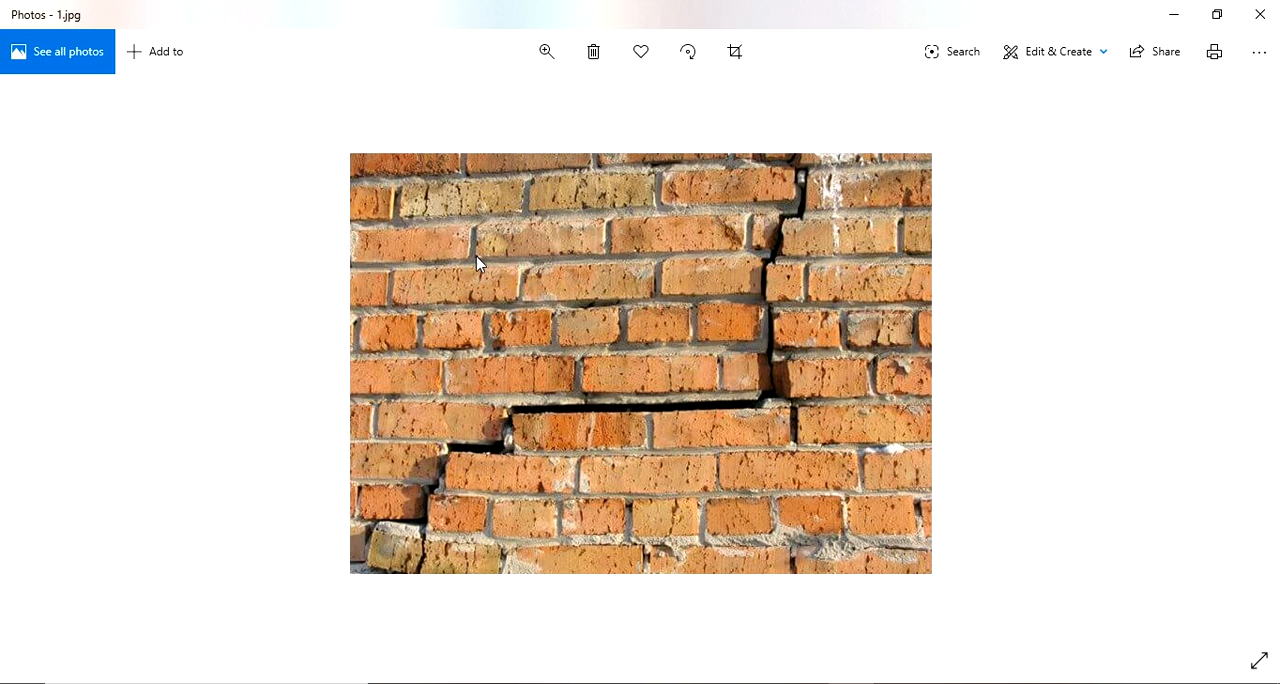 Photos - 1.jpg
See all photos
Add to
Search
Edit & Create
Share